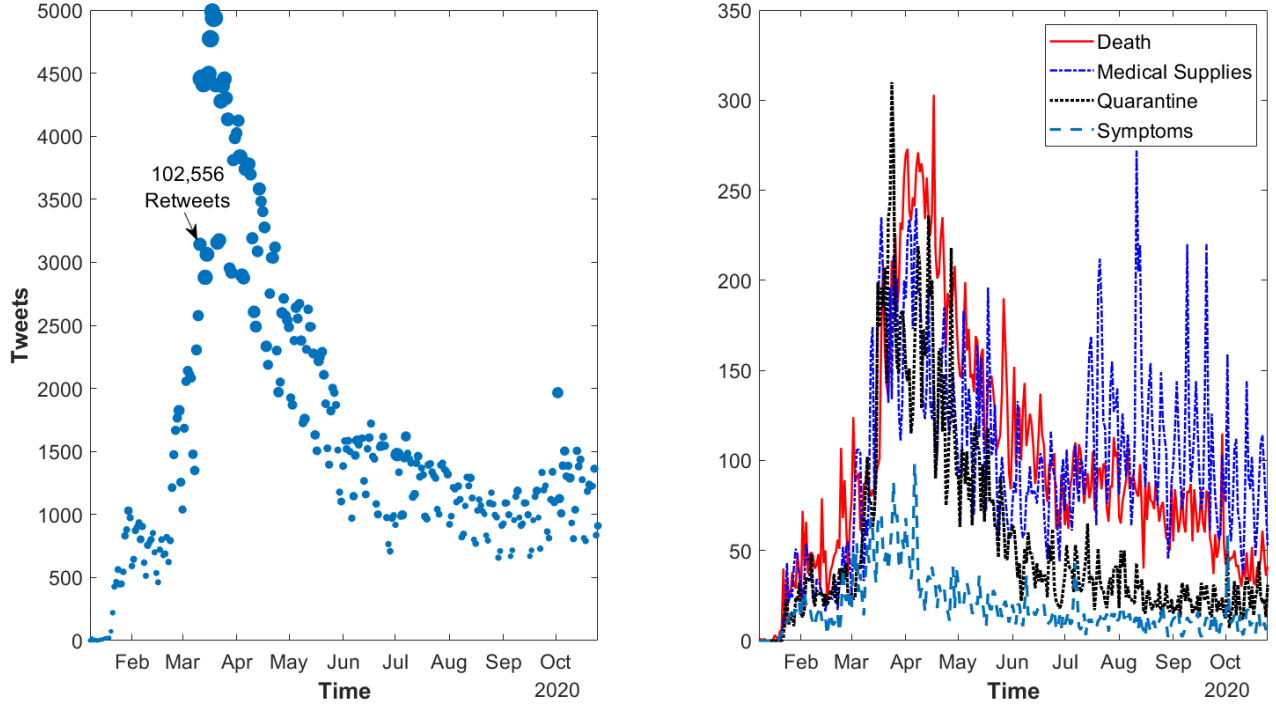 5000
4500
4000
3500
3000
2500
2000
1500
1000
500
0
Tweets
102,556
Retweets
Feb Mar Apr May Jun Jul Aug Sep Oct
Time
2020
350
300
250
200
150
100
50
0
Death
Medical Supplies
Quarantine
Symptoms
Feb Mar Apr May Jun Jul Aug Sep Oct
Time
2020